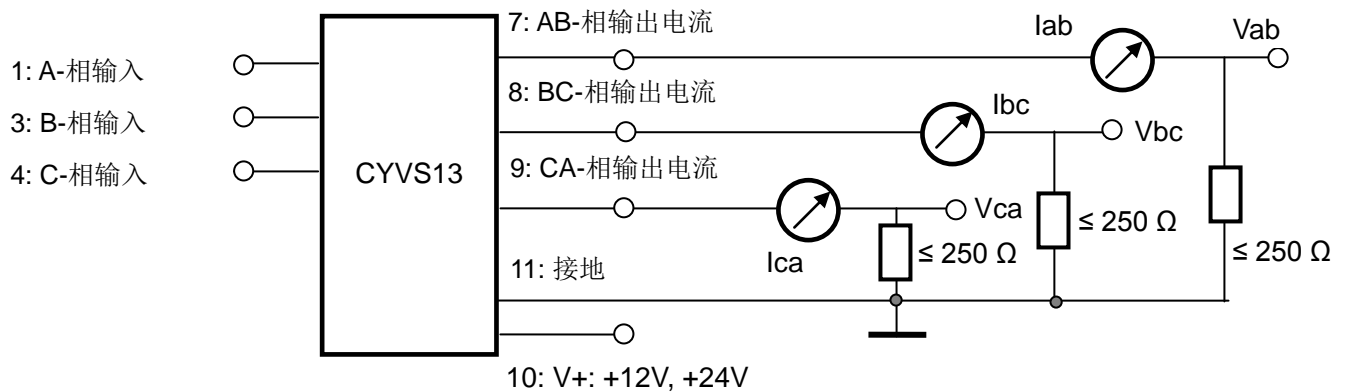 7: AB-相输出电流
Iab
Vab
1: A-相输入
8: BC-相输出电流
Ibc
Vbc
3: B-相输入
4: C-相输入
CYVS13
9: CA-相输出电流
Vca
≤ 250 Ω
≤ 250 Ω
≤ 250 Ω
Ica
11: 接地
10: V+: +12V, +24V